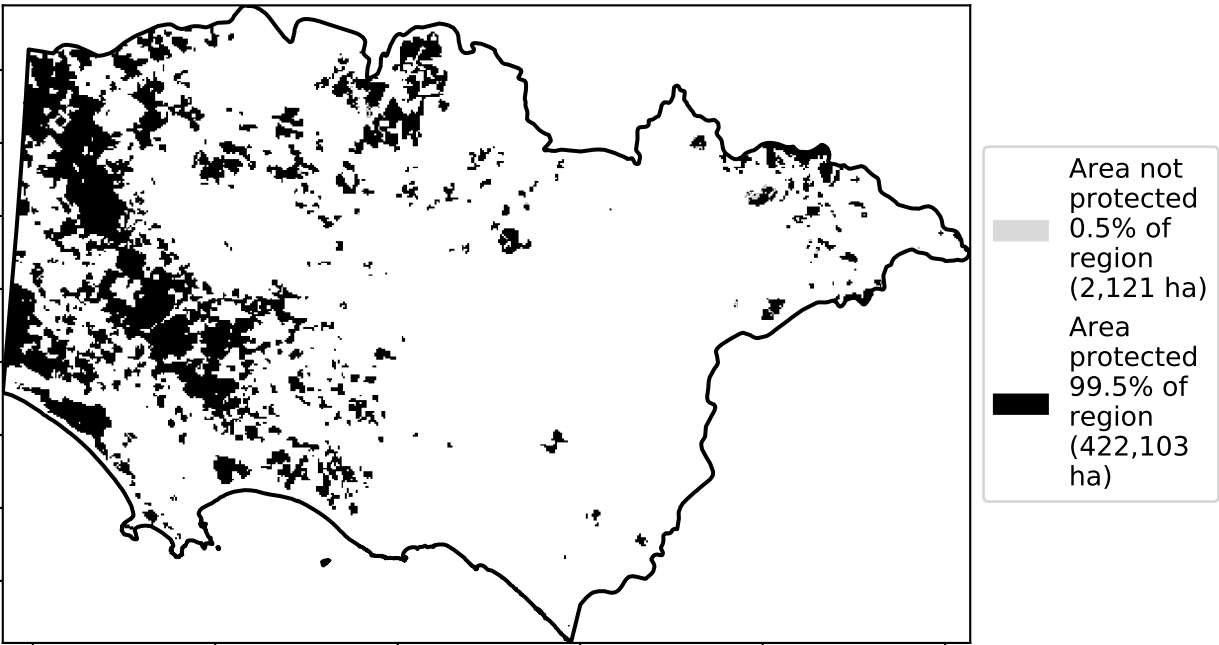 Area not
protected
0.5% of
region
(2,121 ha)
Area
protected
99.5% of
region
(422,103
ha)